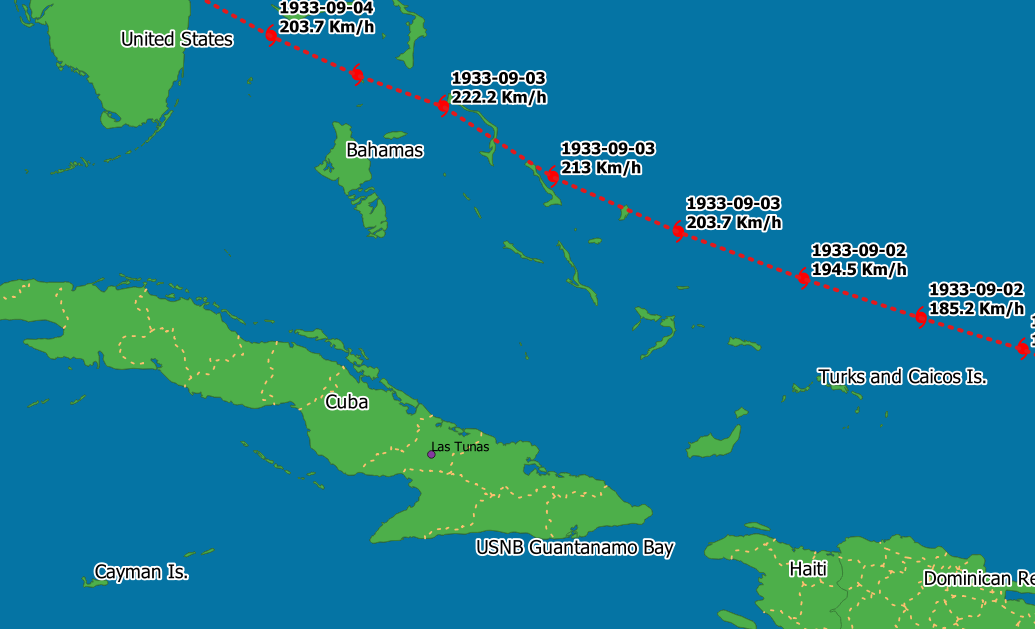 1933-09-04
203.7 Km/h
United States
1933-09-03
222.2 Km/h
Bahamas
1933-09-03
213 Km/h
1933-09-03
203.7 Km/h
1933-09-02
194.5 Km/h
1933-09-02
185.2 Km/h
Turks and Caicos Is.
Cuba
Las Tunas
USNB Guantanamo Bay
Cayman Is.
Haiti
Dominican Re